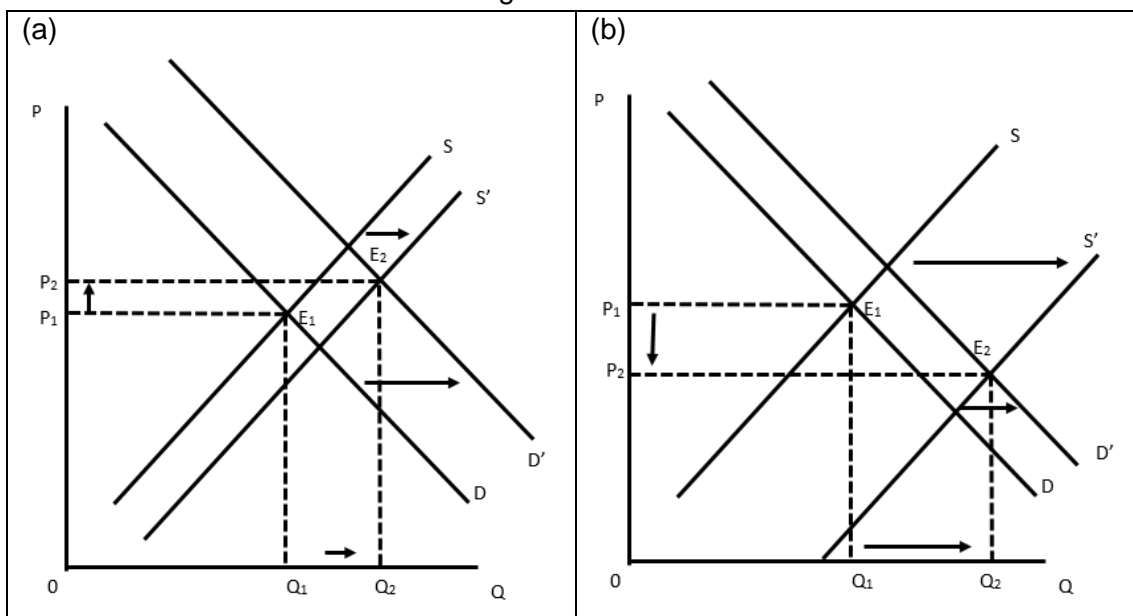 (a)
P
S
S’
E₂
P₂
P₁
E₁
D’
D
0
Q₁
Q₂
Q
(b)
P
S
S’
P₁
E₁
E₂
P₂
D’
D
0
Q₁
Q₂
Q